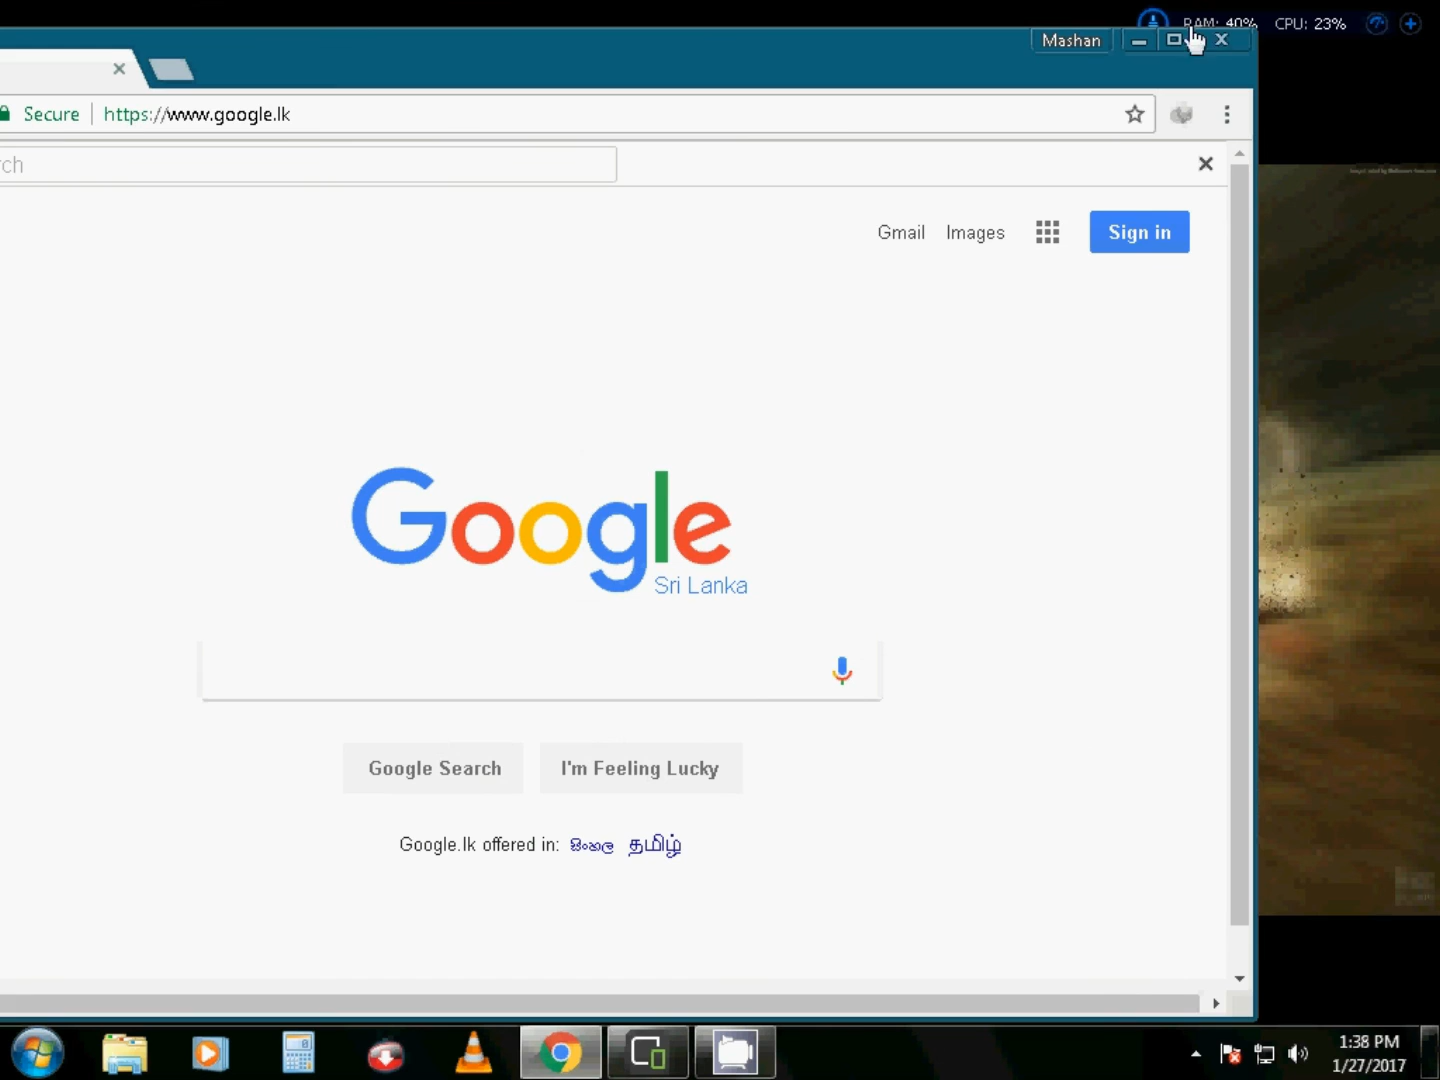 RAM: 40% CPU: 23%
Mashan
Secure https://www.google.lk
rch
Gmail Images Sign in
Google
Sri Lanka
Google Search I'm Feeling Lucky
Google.lk offered in: සිංහල தமிழ்
1:38 PM
1/27/2017